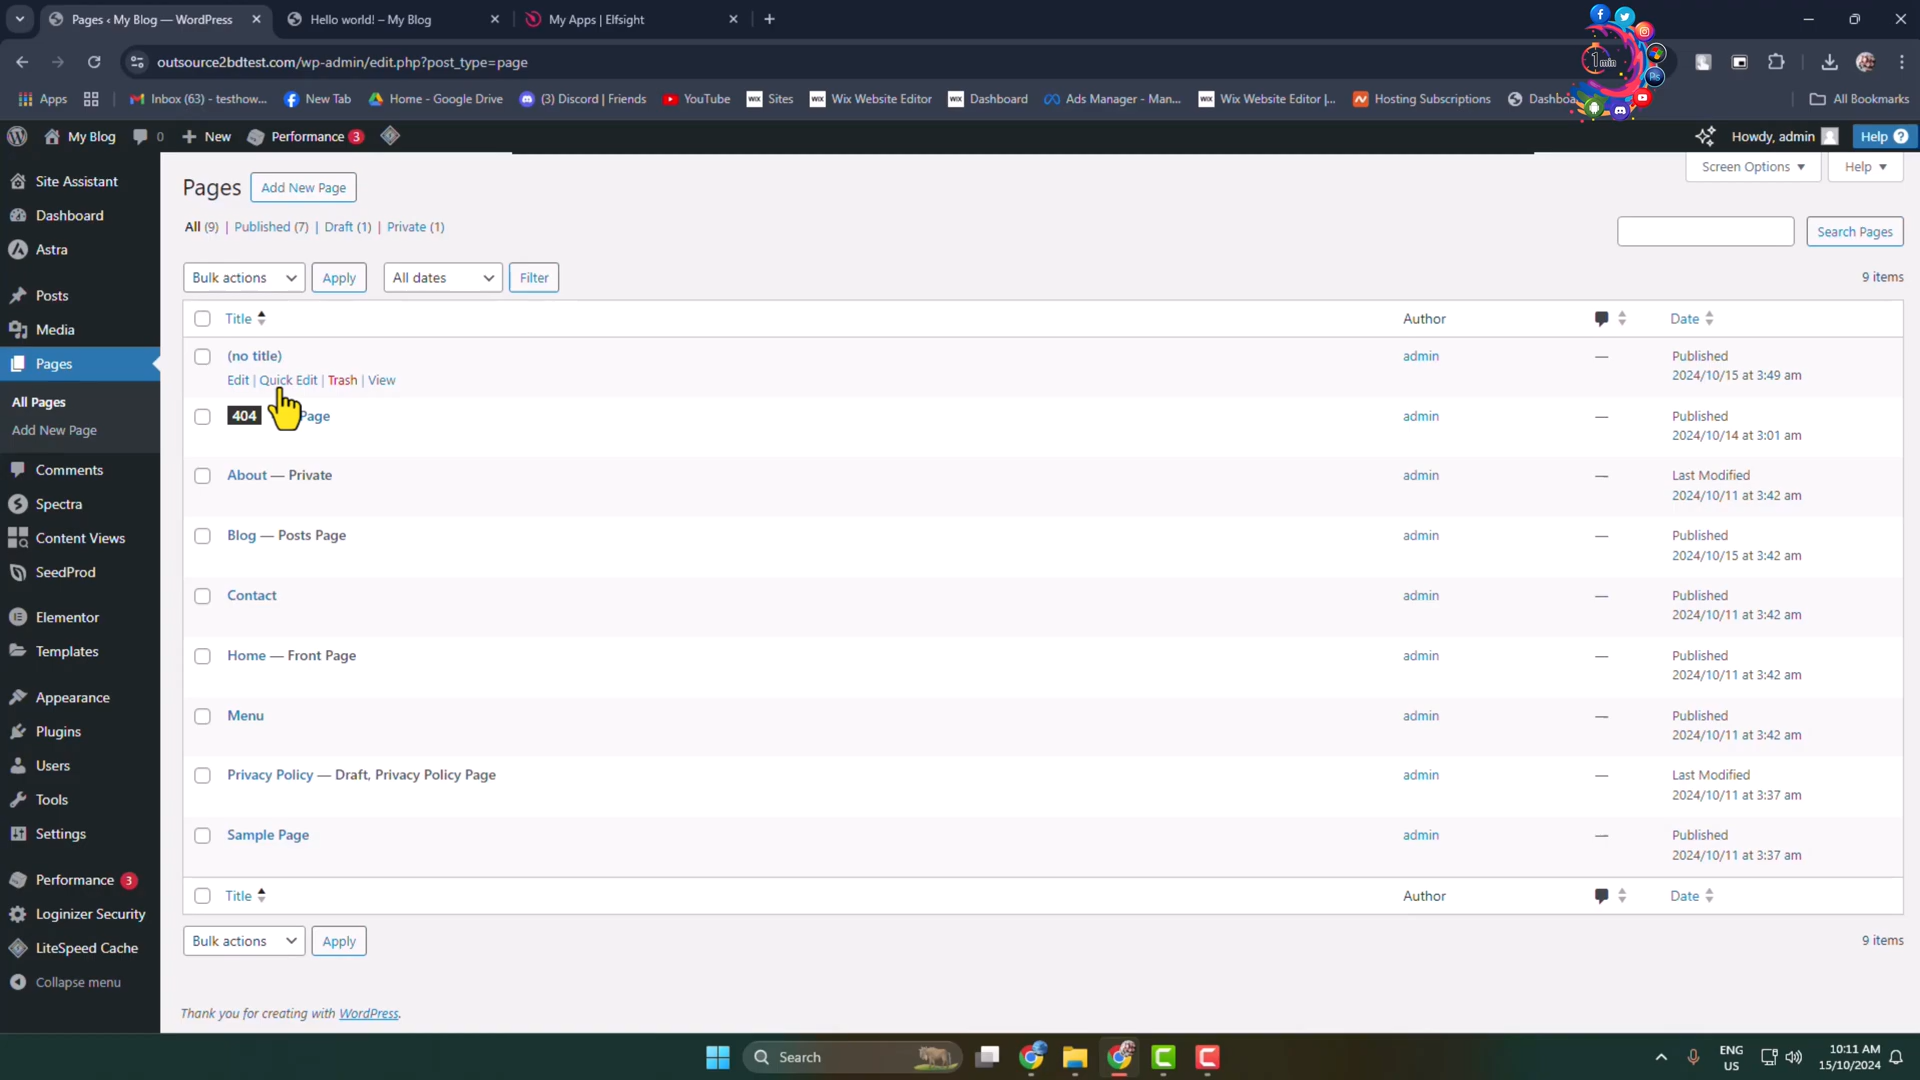 Pages ‹ My Blog — WordPress
Hello world! – My Blog
My Apps | Elfsight
outsource2bdtest.com/wp-admin/edit.php?post_type=page
1 min
Ps
Apps
Inbox (63) - testhow...
New Tab
Home - Google Drive
(3) Discord | Friends
YouTube
WIX Sites
WIX Wix Website Editor
WIX Dashboard
Ads Manager - Man...
WIX Wix Website Editor |...
Hosting Subscriptions
All Bookmarks
My Blog
0
New
Performance 3
Howdy, admin
Help
Site Assistant
Dashboard
Astra
Posts
Media
Pages
All Pages
Add New Page
Comments
Spectra
Content Views
SeedProd
Elementor
Templates
Appearance
Plugins
Users
Tools
Settings
Performance 3
Loginizer Security
LiteSpeed Cache
Collapse menu
Screen Options
Help
Pages
Add New Page
All (9) | Published (7) | Draft (1) | Private (1)
Search Pages
Bulk actions
Apply
All dates
Filter
9 items
Title
Author
Date
(no title)
Edit | Quick Edit | Trash | View
admin
—
Published
2024/10/15 at 3:49 am
404
Page
admin
—
Published
2024/10/14 at 3:01 am
About — Private
admin
—
Last Modified
2024/10/11 at 3:42 am
Blog — Posts Page
admin
—
Published
2024/10/15 at 3:42 am
Contact
admin
—
Published
2024/10/11 at 3:42 am
Home — Front Page
admin
—
Published
2024/10/11 at 3:42 am
Menu
admin
—
Published
2024/10/11 at 3:42 am
Privacy Policy — Draft, Privacy Policy Page
admin
—
Last Modified
2024/10/11 at 3:37 am
Sample Page
admin
—
Published
2024/10/11 at 3:37 am
Title
Author
Date
Bulk actions
Apply
9 items
Thank you for creating with WordPress.
Search
ENG
US
10:11 AM
15/10/2024